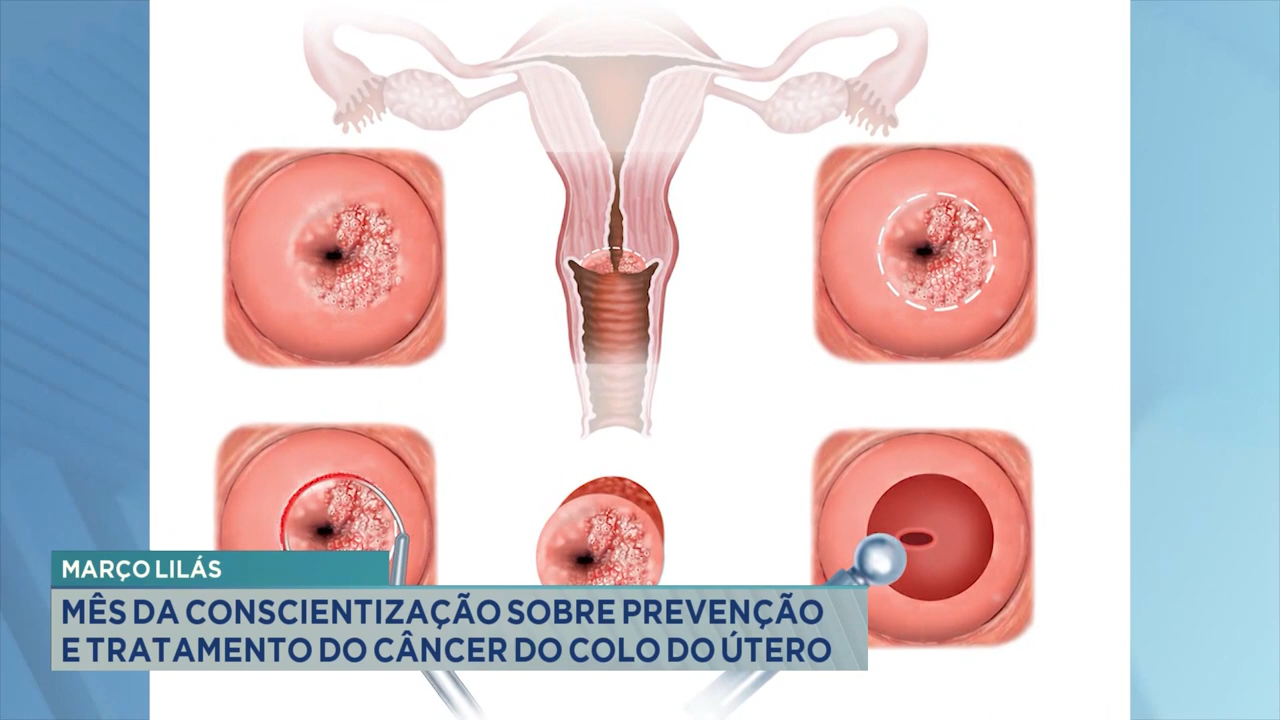 MARÇO LILÁS
MÊS DA CONSCIENTIZAÇÃO SOBRE PREVENÇÃO
E TRATAMENTO DO CÂNCER DO COLO DO ÚTERO